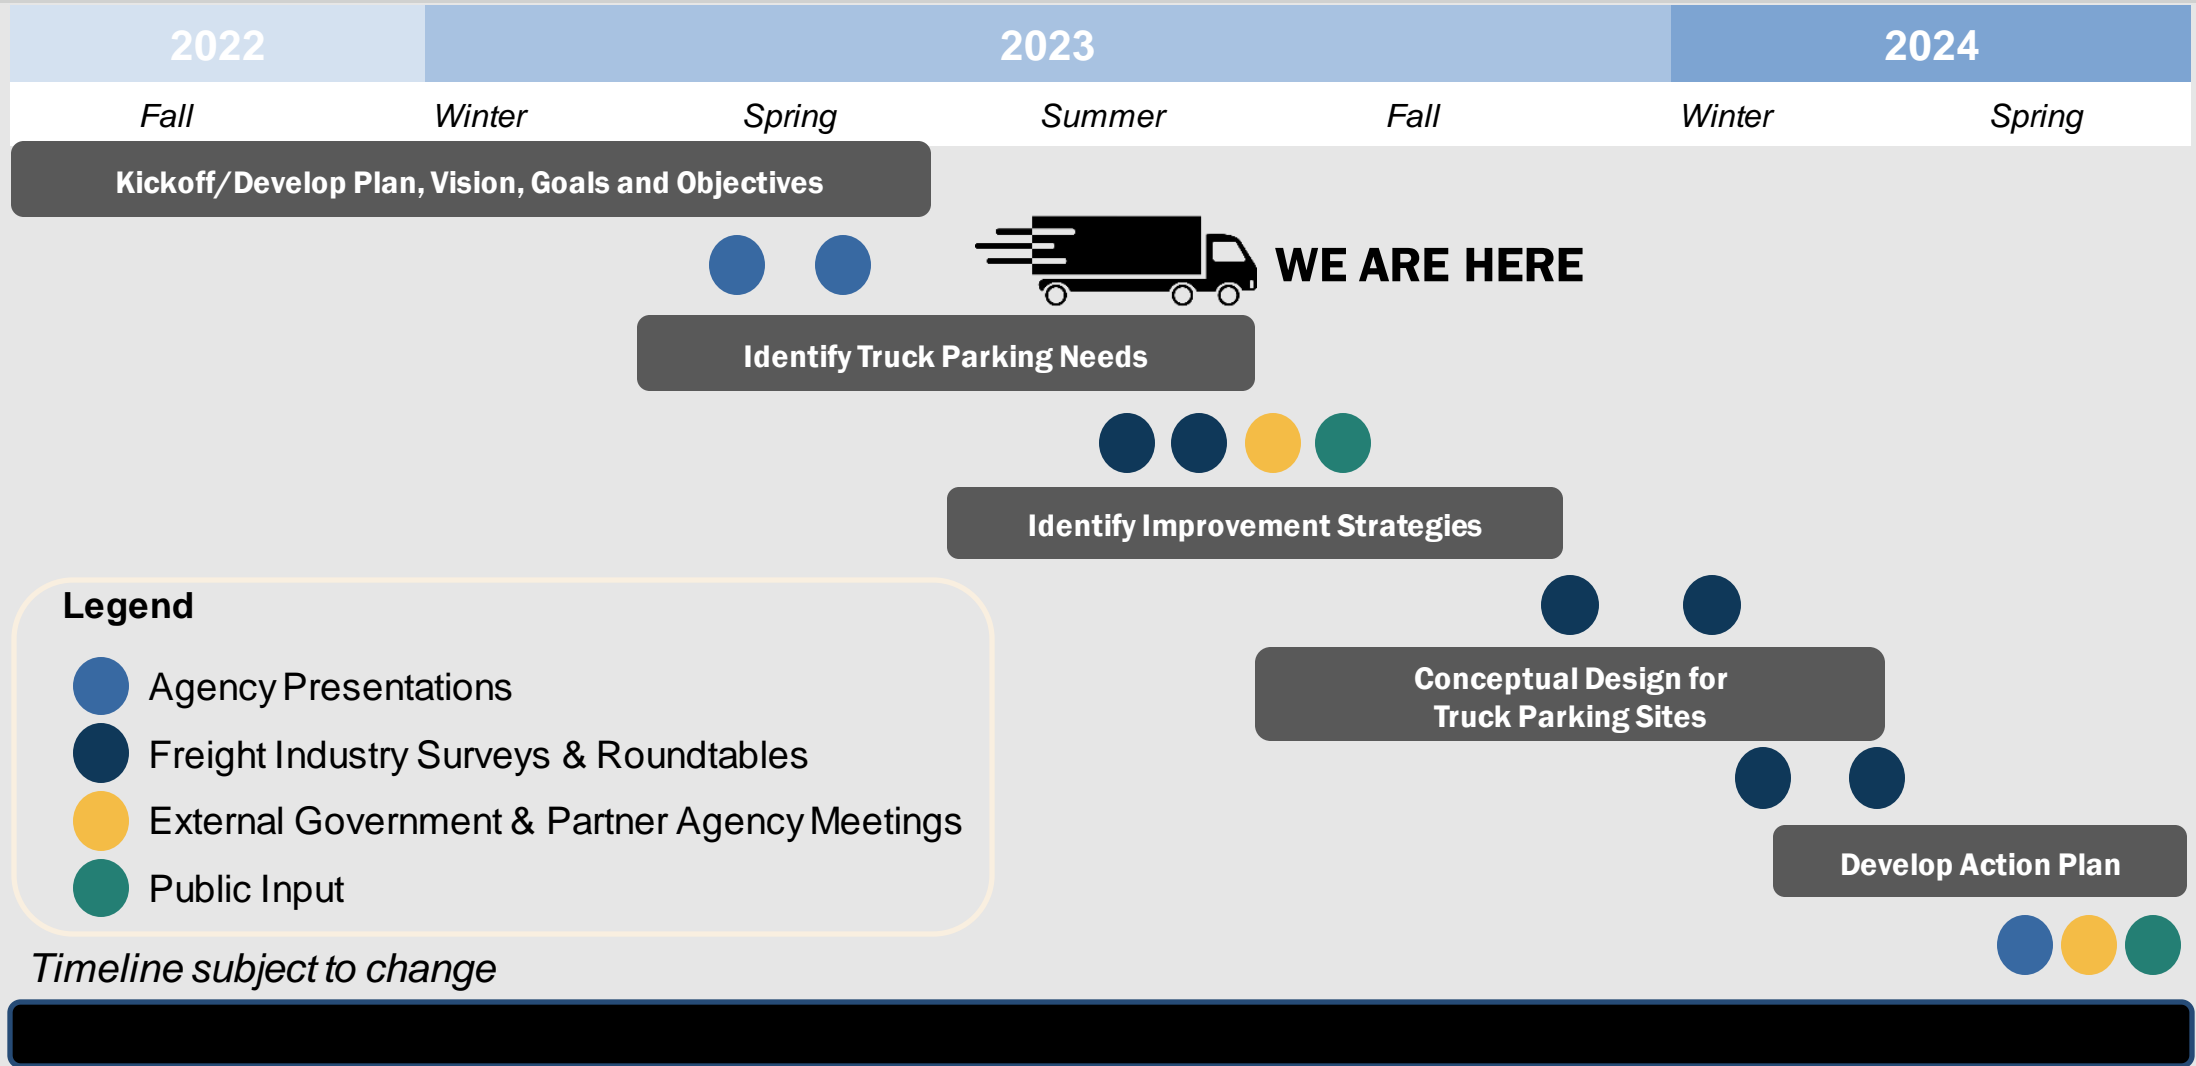 2022 2023 2024
Fall Winter Spring Summer Fall Winter Spring
Kickoff/Develop Plan, Vision, Goals and Objectives
WE ARE HERE
Identify Truck Parking Needs
Identify Improvement Strategies
Conceptual Design for
Truck Parking Sites
Develop Action Plan
Legend
Agency Presentations
Freight Industry Surveys & Roundtables
External Government & Partner Agency Meetings
Public Input
Timeline subject to change